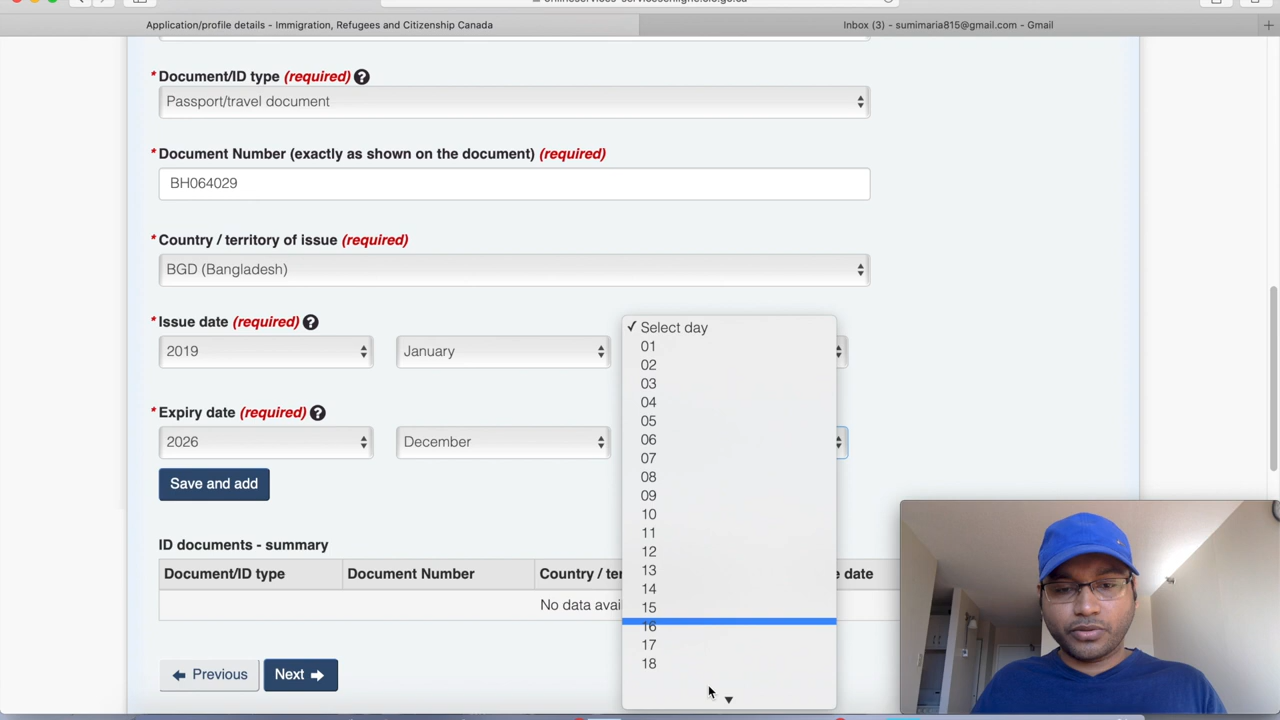 Application/profile details - Immigration, Refugees and Citizenship Canada
Inbox (3) - sumimaria815@gmail.com - Gmail
* Document/ID type (required) ?
Passport/travel document
* Document Number (exactly as shown on the document) (required)
BH064029
* Country / territory of issue (required)
BGD (Bangladesh)
* Issue date (required) ?
2019 January
* Expiry date (required) ?
2026 December
✓ Select day
01
02
03
04
05
06
07
08
09
10
11
12
13
14
15
16
17
18
Save and add
ID documents - summary
Document/ID type Document Number Country / ter e date
No data avai
Previous Next